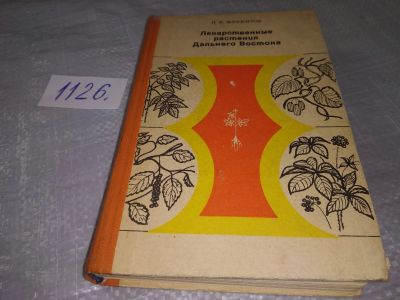 Лекарственные
растения
Дальнего Востока
1126.